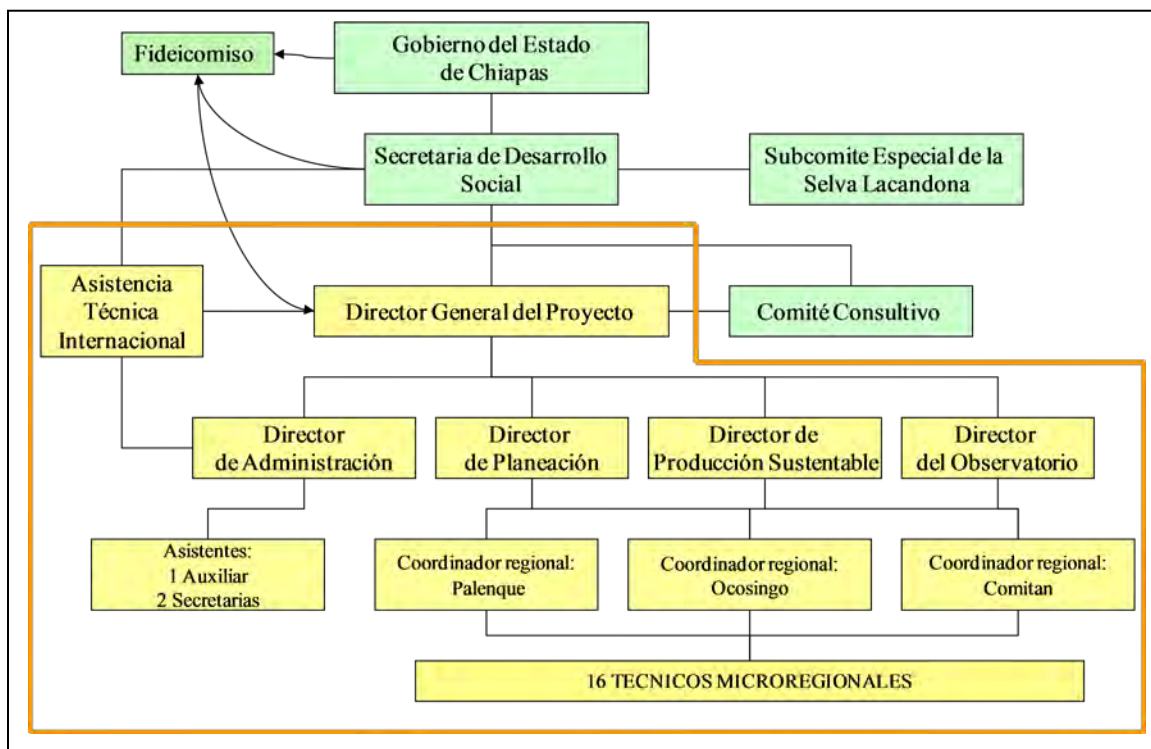 Fideicomiso
Gobierno del Estado
de Chiapas
Secretaria de Desarrollo
Social
Subcomite Especial de la
Selva Lacandona
Asistencia
Técnica
Internacional
Director General del Proyecto
Comité Consultivo
Director
de Administración
Director
de Planeación
Director de
Producción Sustentable
Director
del Observatorio
Asistentes:
1 Auxiliar
2 Secretarias
Coordinador regional:
Palenque
Coordinador regional:
Ocosingo
Coordinador regional:
Comitan
16 TECNICOS MICROREGIONALES